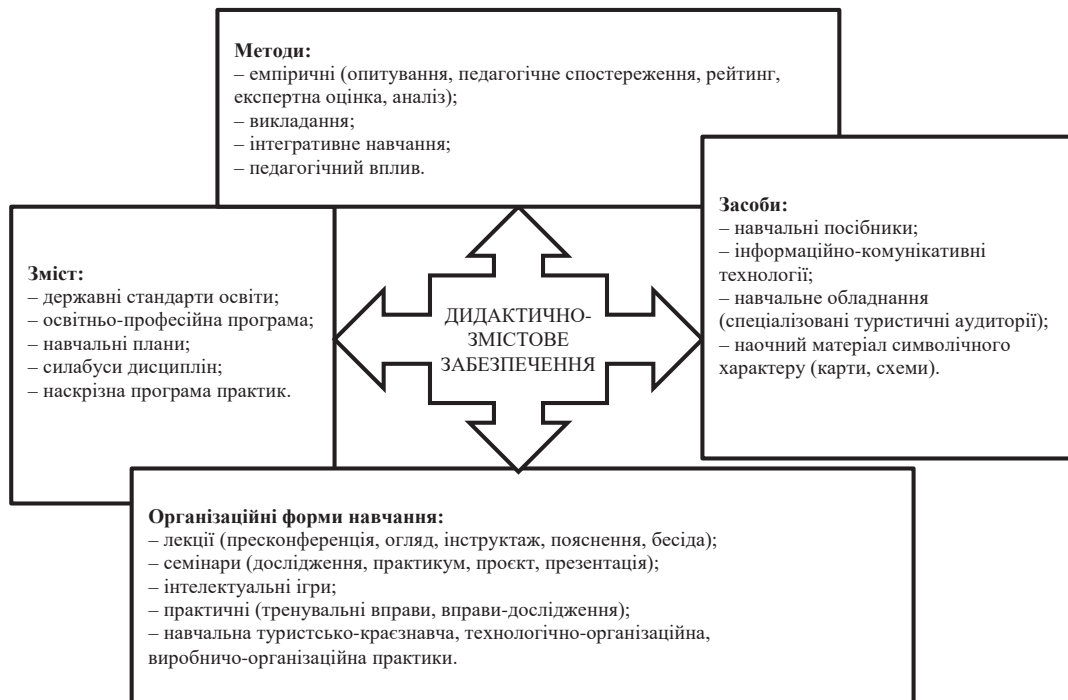 Методи:
– емпіричні (опитування, педагогічне спостереження, рейтинг,
експертна оцінка, аналіз);
– викладання;
– інтегративне навчання;
– педагогічний вплив.
Засоби:
– навчальні посібники;
– інформаційно-комунікативні
технології;
– навчальне обладнання
(спеціалізовані туристичні аудиторії);
– наочний матеріал символічного
характеру (карти, схеми).
Зміст:
– державні стандарти освіти;
– освітньо-професійна програма;
– навчальні плани;
– силабуси дисциплін;
– наскрізна програма практик.
ДИДАКТИЧНО-
ЗМІСТОВЕ
ЗАБЕЗПЕЧЕННЯ
Організаційні форми навчання:
– лекції (пресконференція, огляд, інструктаж, пояснення, бесіда);
– семінари (дослідження, практикум, проєкт, презентація);
– інтелектуальні ігри;
– практичні (тренувальні вправи, вправи-дослідження);
– навчальна туристсько-краєзнавча, технологічно-організаційна,
виробничо-організаційна практики.